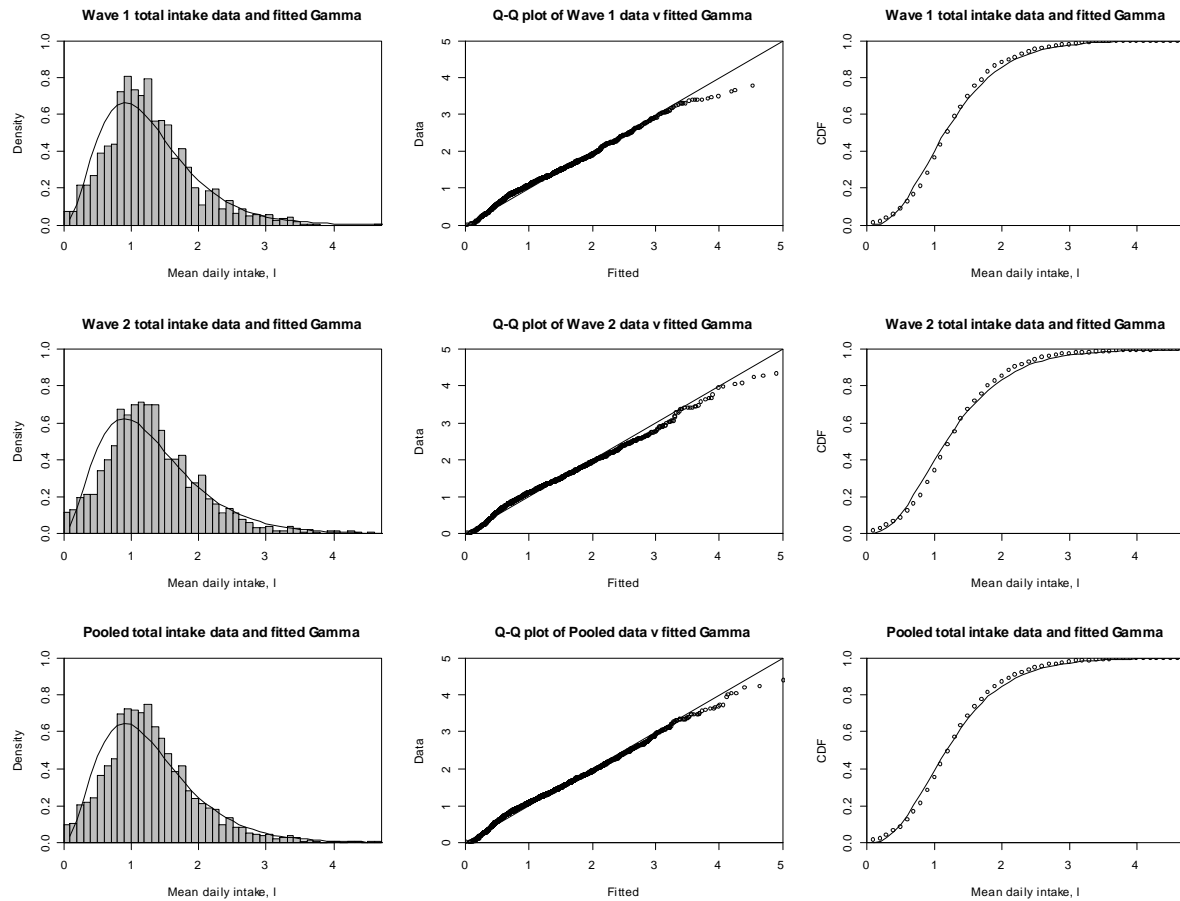 Wave 1 total intake data and fitted Gamma
Density
0.0 0.2 0.4 0.6 0.8 1.0
0 1 2 3 4
Mean daily intake, l
Q-Q plot of Wave 1 data v fitted Gamma
Data
0 1 2 3 4 5
0 1 2 3 4 5
Fitted
Wave 1 total intake data and fitted Gamma
CDF
0.0 0.2 0.4 0.6 0.8 1.0
0 1 2 3 4
Mean daily intake, l
Wave 2 total intake data and fitted Gamma
Density
0.0 0.2 0.4 0.6 0.8 1.0
0 1 2 3 4
Mean daily intake, l
Q-Q plot of Wave 2 data v fitted Gamma
Data
0 1 2 3 4 5
0 1 2 3 4 5
Fitted
Wave 2 total intake data and fitted Gamma
CDF
0.0 0.2 0.4 0.6 0.8 1.0
0 1 2 3 4
Mean daily intake, l
Pooled total intake data and fitted Gamma
Density
0.0 0.2 0.4 0.6 0.8 1.0
0 1 2 3 4
Mean daily intake, l
Q-Q plot of Pooled data v fitted Gamma
Data
0 1 2 3 4 5
0 1 2 3 4 5
Fitted
Pooled total intake data and fitted Gamma
CDF
0.0 0.2 0.4 0.6 0.8 1.0
0 1 2 3 4
Mean daily intake, l